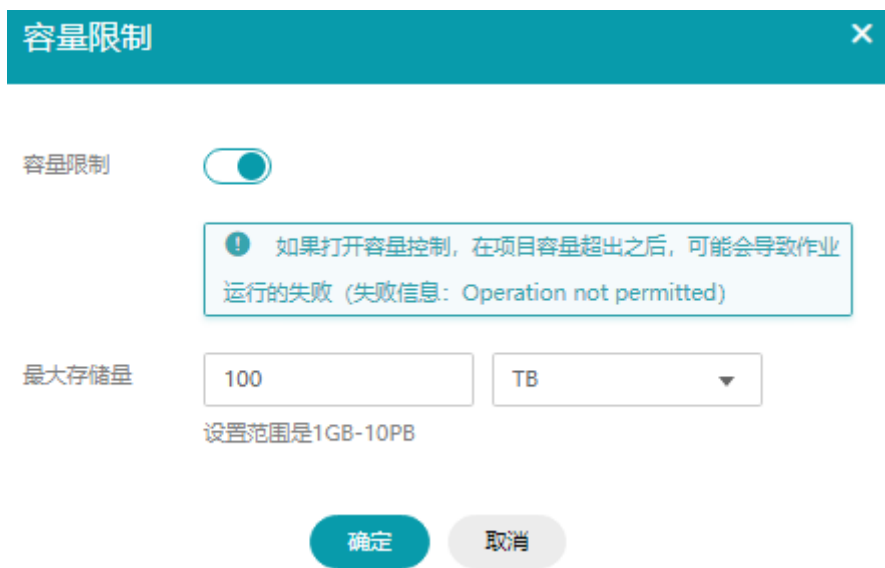 容量限制
容量限制
如果打开容量控制，在项目容量超出之后，可能会导致作业
运行的失败（失败信息：Operation not permitted）
最大存储量
100
TB
设置范围是1GB-10PB
确定
取消